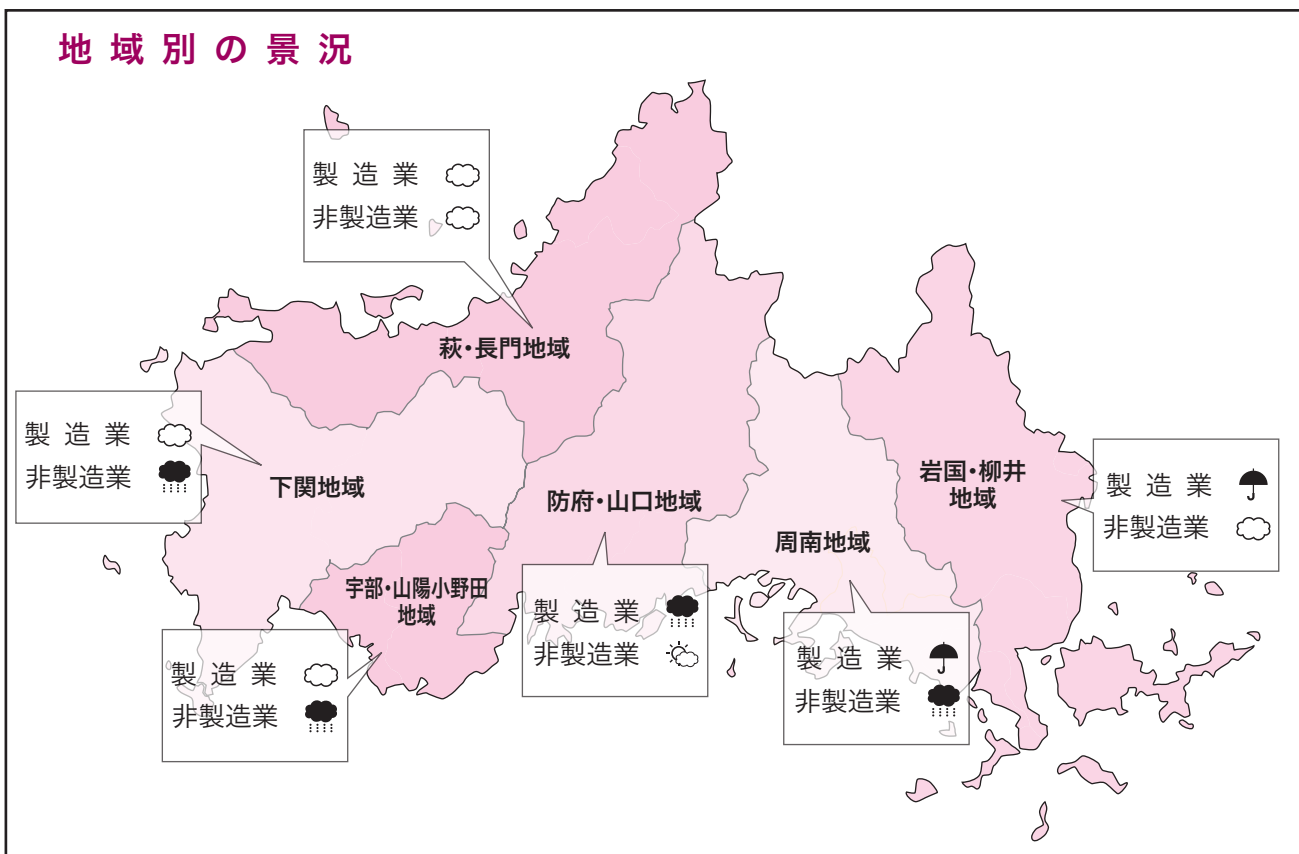 地域別の景況
製造業
非製造業
萩・長門地域
製造業
非製造業
下関地域
防府・山口地域
岩国・柳井
地域
製造業
非製造業
周南地域
宇部・山陽小野田
地域
製造業
非製造業
製造業
非製造業
製造業
非製造業